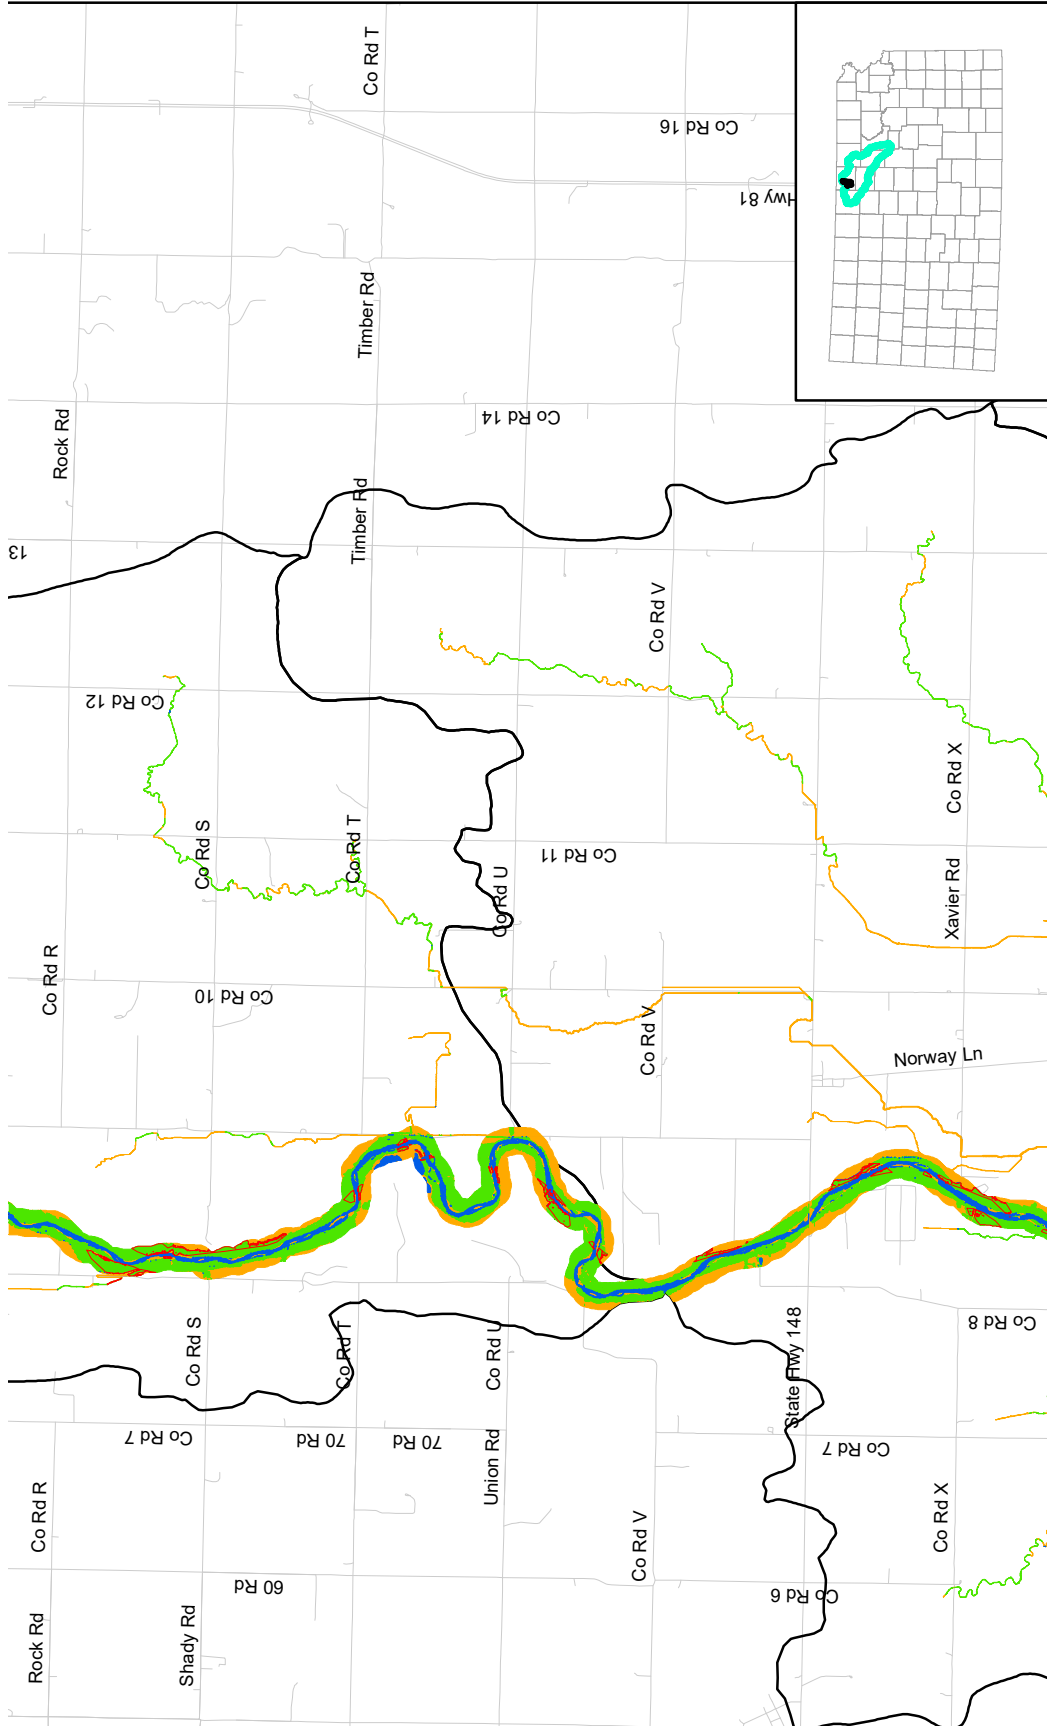 Co Rd T
Co Rd 16
Hwy 81
Timber Rd
Rock Rd
Co Rd 14
Timber Rd
13
Co Rd V
Co Rd 12
Co Rd X
Co Rd S
Co Rd T
Co Rd 11
Co Rd U
Xavier Rd
Co Rd R
Co Rd 10
Co Rd V
Norway Ln
Co Rd 8
Co Rd S
Co Rd T
Co Rd U
State Hwy 148
Co Rd 7
70 Rd
70 Rd
Union Rd
Co Rd 7
Co Rd R
Co Rd V
Co Rd X
60 Rd
Co Rd 6
Rock Rd
Shady Rd